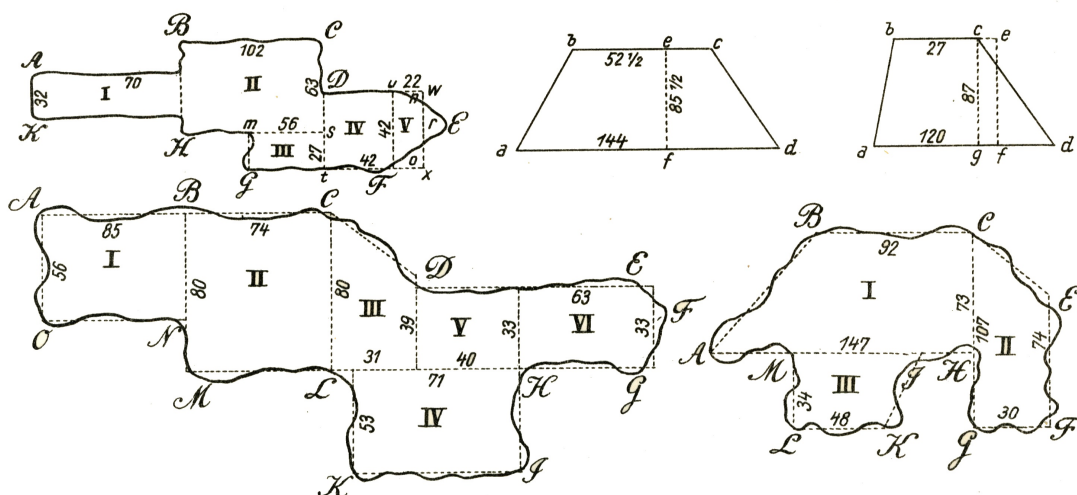 B C
102
A 70
32 I II 63 D u 22 w
n
K H m 56 s IV 42 V r E
III 27 42 o
G t F x
b e c
52 ½
85 ½
a 144 f d
b c e
27
87
a 120 g f d
A B C
85 74
56 I 80 II 80 III D E
39 V 33 63 VI 33 F
O N
31 40
71
M L H G
53 IV
K J
B C
92
I 73 E
107 II 74
A 147
M III J H
34 48 30
L K G F